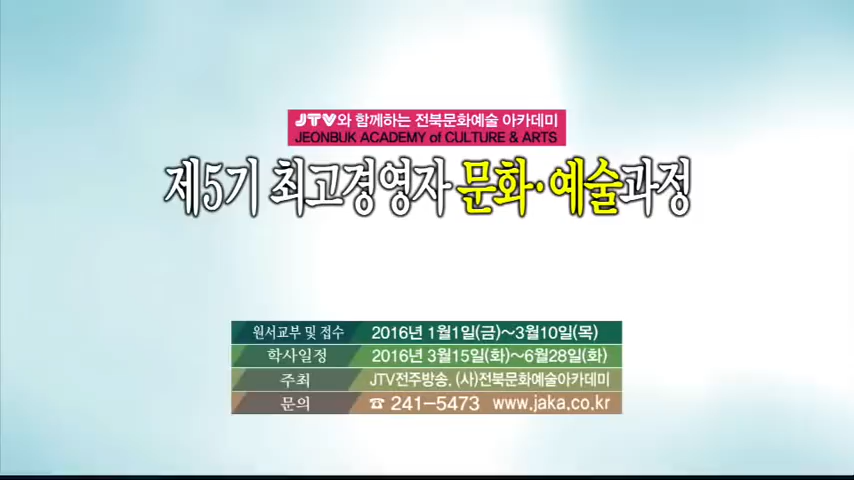 JTV와 함께하는 전북문화예술 아카데미
JEONBUK ACADEMY of CULTURE & ARTS
제5기 최고경영자 문화·예술과정
원서교부 및 접수 2016년 1월1일(금)~3월10일(목)
학사일정 2016년 3월15일(화)~6월28일(화)
주최 JTV전주방송, (사)전북문화예술아카데미
문의 ☎ 241-5473 www.jaka.co.kr